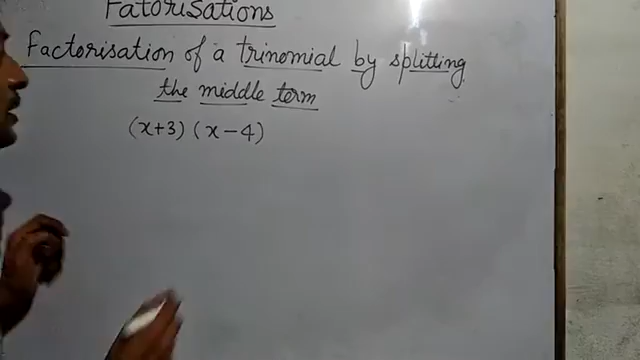 Fatorisations
Factorisation of a trinomial by splitting
the middle term
(x+3) (x-4)